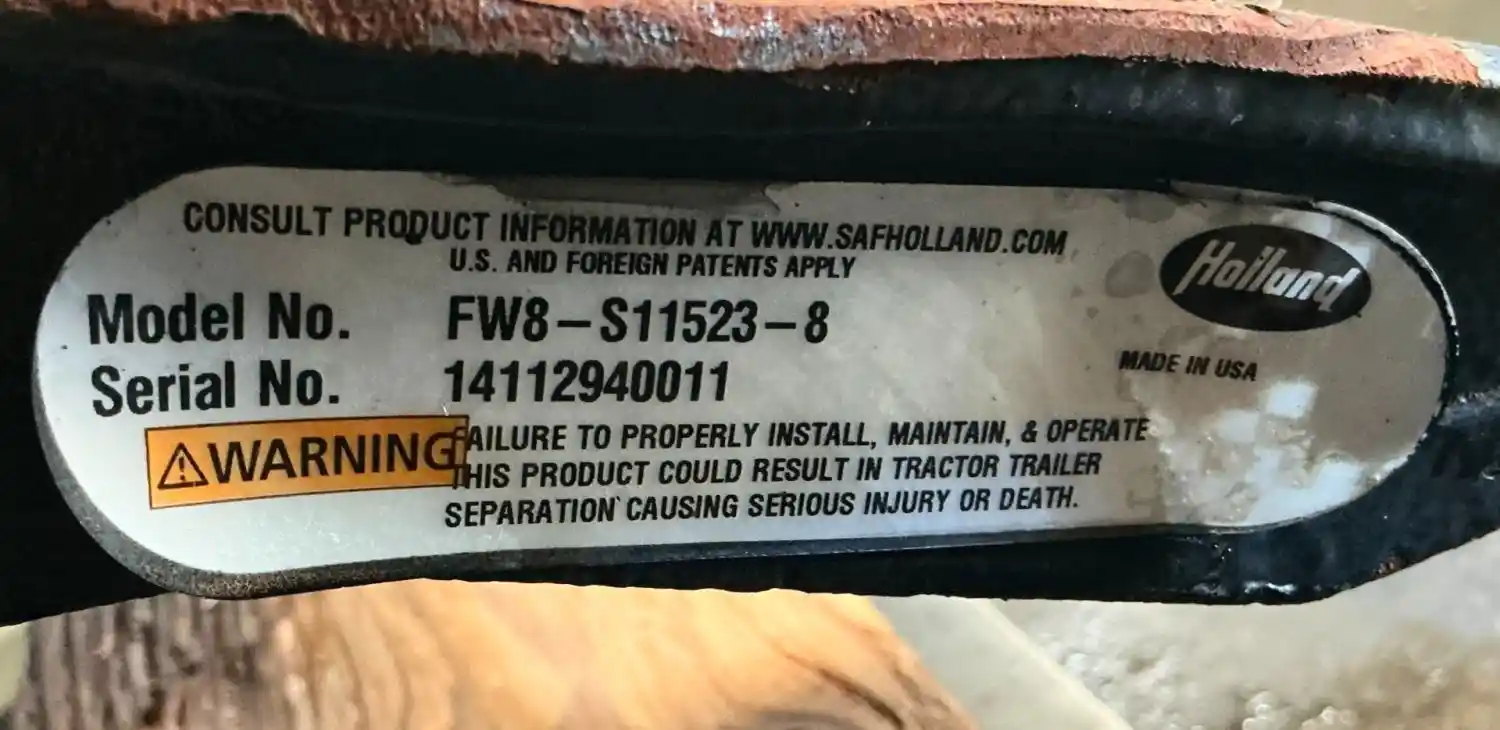 CONSULT PRODUCT INFORMATION AT WWW.SAFHOLLAND.COM
U.S. AND FOREIGN PATENTS APPLY
Holland
Model No. FW8-S11523-8
MADE IN USA
Serial No. 14112940011
⚠WARNING FAILURE TO PROPERLY INSTALL, MAINTAIN, & OPERATE
THIS PRODUCT COULD RESULT IN TRACTOR TRAILER
SEPARATION CAUSING SERIOUS INJURY OR DEATH.